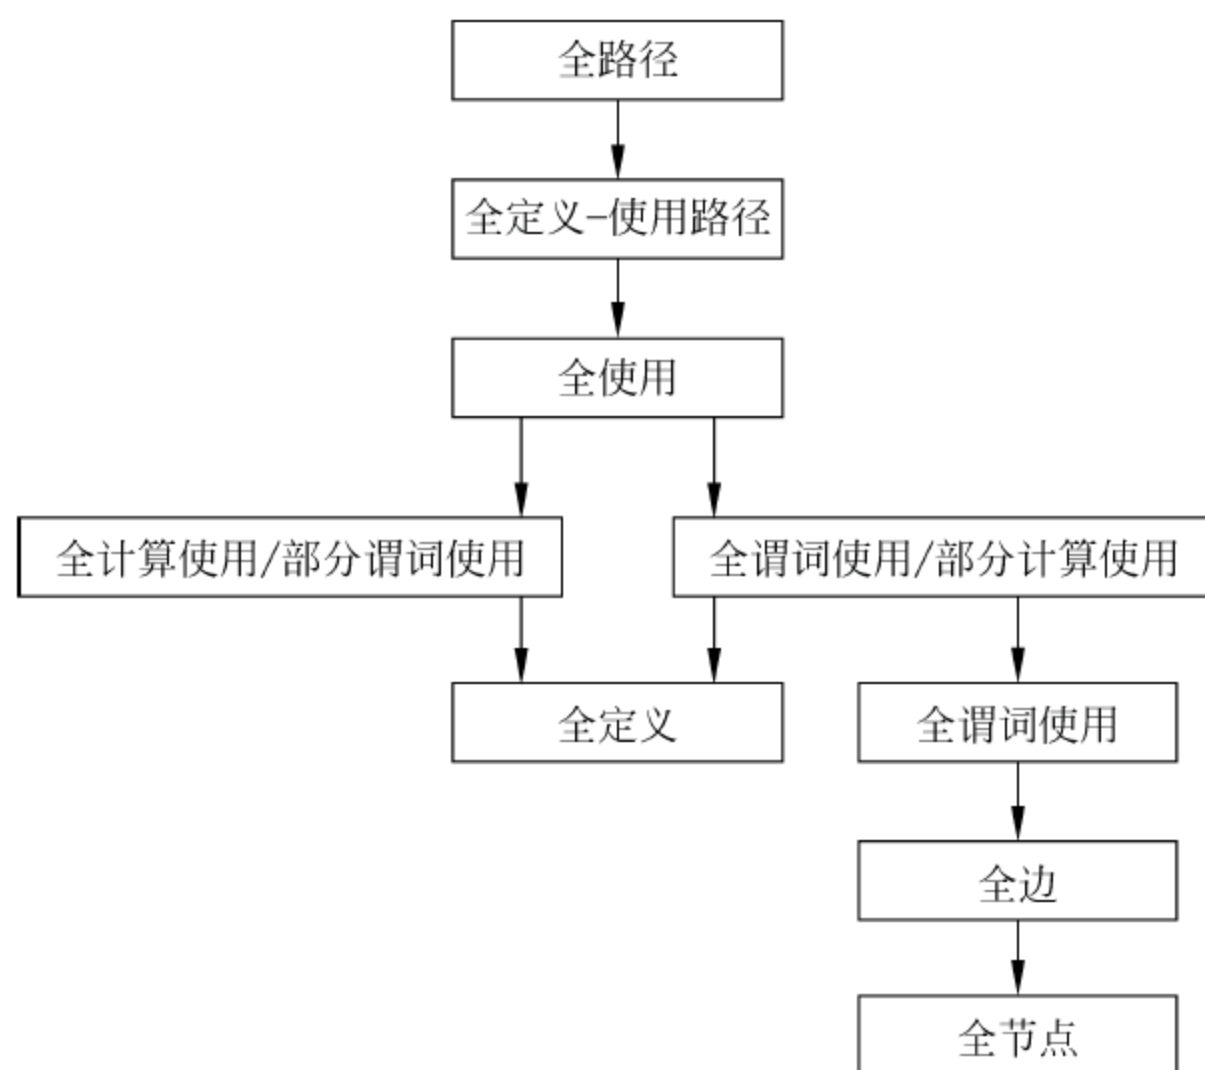 全路径
全定义-使用路径
全使用
全计算使用/部分谓词使用
全谓词使用/部分计算使用
全定义
全谓词使用
全边
全节点